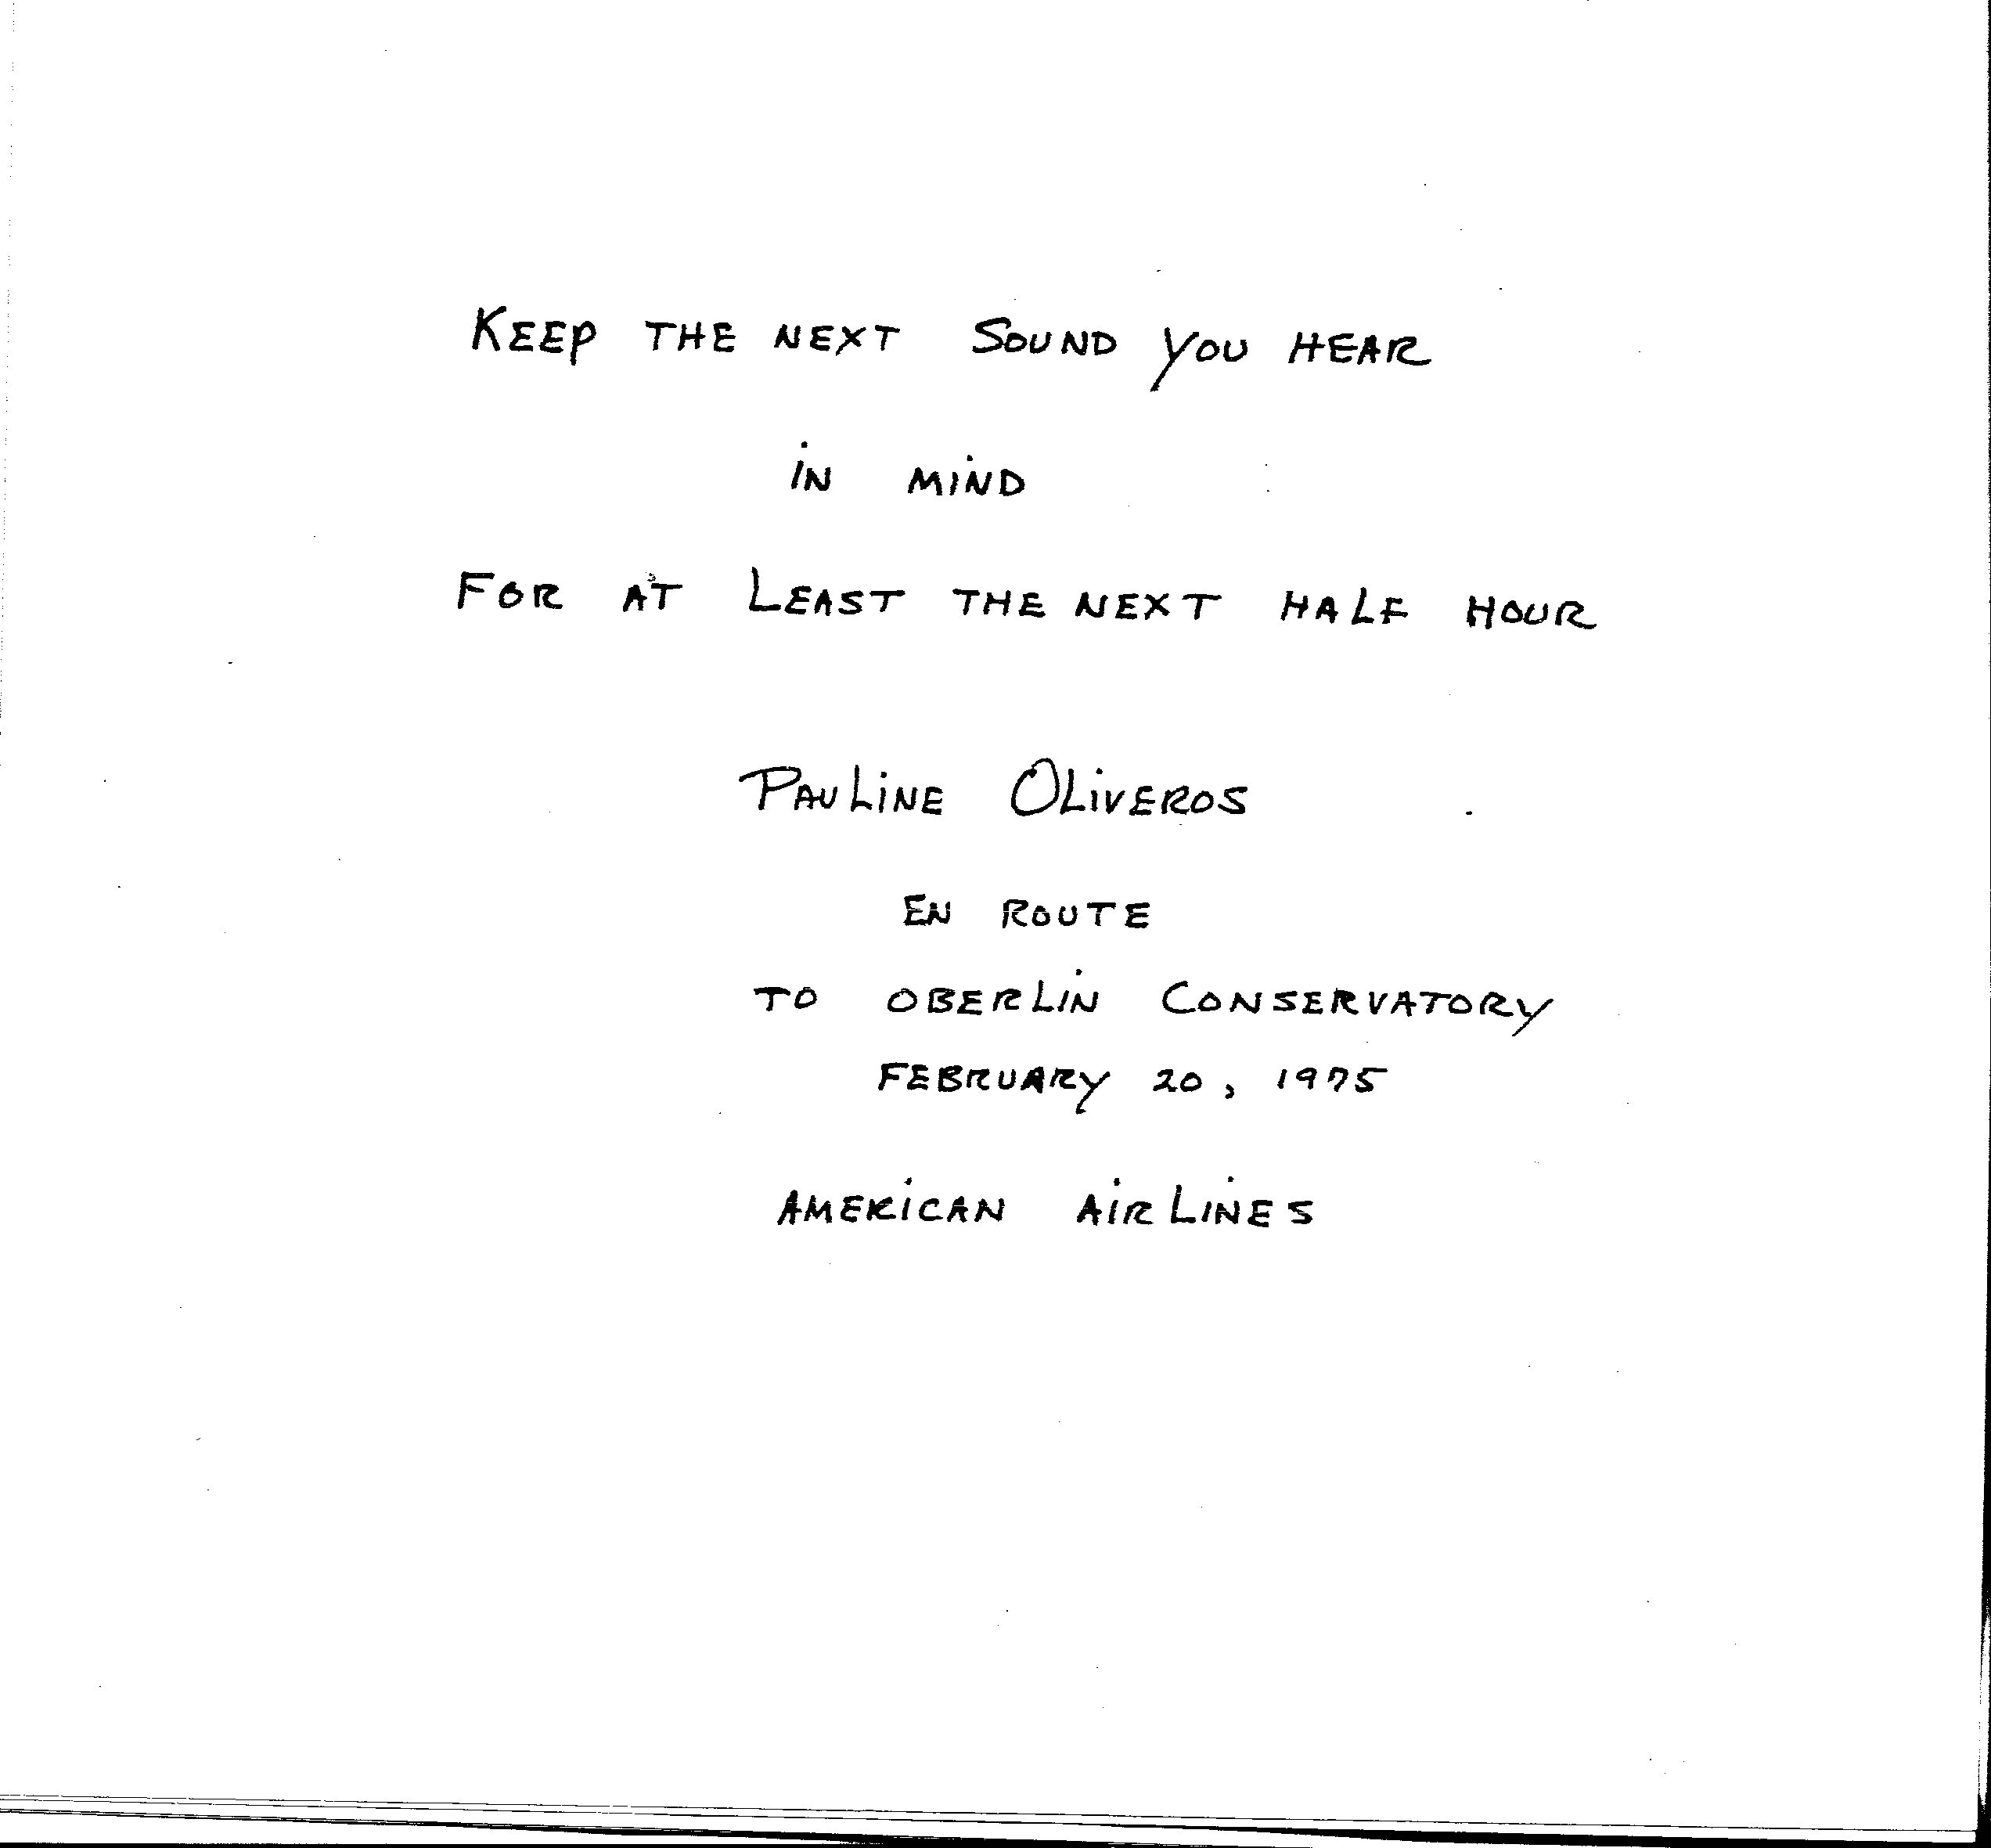 KEEP THE NEXT SOUND YOU HEAR
iN MiND
FOR AT LEAST THE NEXT HALF HOUR
PAULiNE OLiVEROS
EN ROUTE
TO OBERLiN CONSERVATORY
FEBRUARY 20, 1975
AMERiCAN AiRLiNES